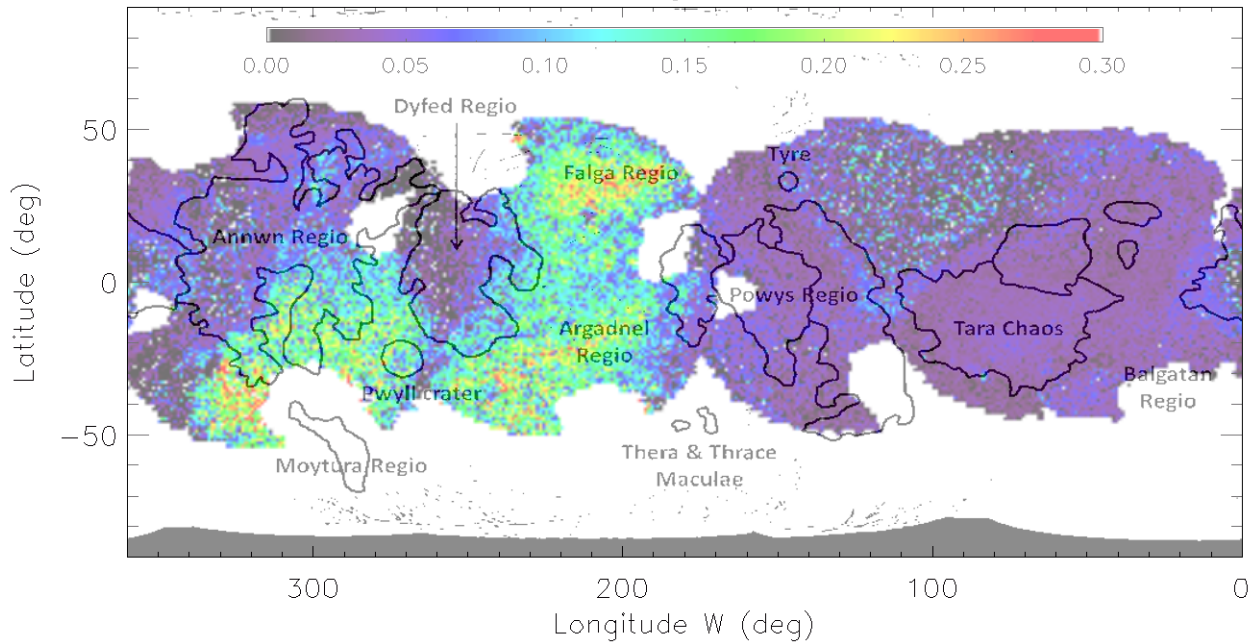 0.00 0.05 0.10 0.15 0.20 0.25 0.30
Dyfed Regio
50
Tyre
Falga Regio
Annwn Regio
Latitude (deg)
0
Powys Regio
Argadnel
Regio
Tara Chaos
Pwyll crater
Balgatan
Regio
−50
Moytura Regio
Thera & Thrace
Maculae
300 200 100 0
Longitude W (deg)